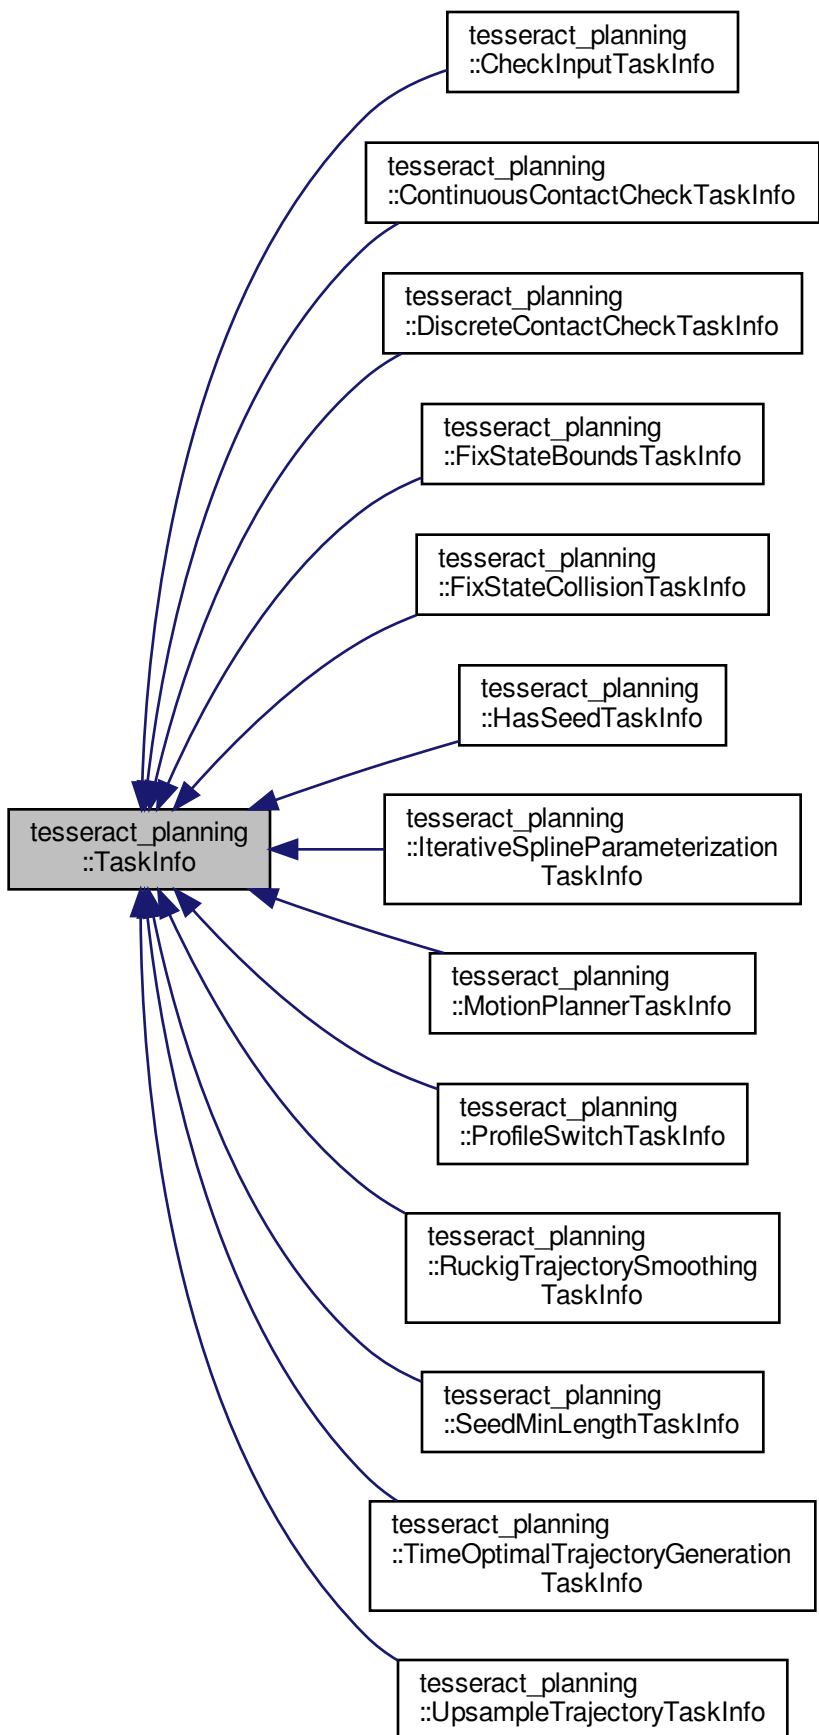 tesseract_planning
::CheckInputTaskInfo
tesseract_planning
::ContinuousContactCheckTaskInfo
tesseract_planning
::DiscreteContactCheckTaskInfo
tesseract_planning
::FixStateBoundsTaskInfo
tesseract_planning
::FixStateCollisionTaskInfo
tesseract_planning
::HasSeedTaskInfo
tesseract_planning
::TaskInfo
tesseract_planning
::IterativeSplineParameterization
TaskInfo
tesseract_planning
::MotionPlannerTaskInfo
tesseract_planning
::ProfileSwitchTaskInfo
tesseract_planning
::RuckigTrajectorySmoothing
TaskInfo
tesseract_planning
::SeedMinLengthTaskInfo
tesseract_planning
::TimeOptimalTrajectoryGeneration
TaskInfo
tesseract_planning
::UpsampleTrajectoryTaskInfo